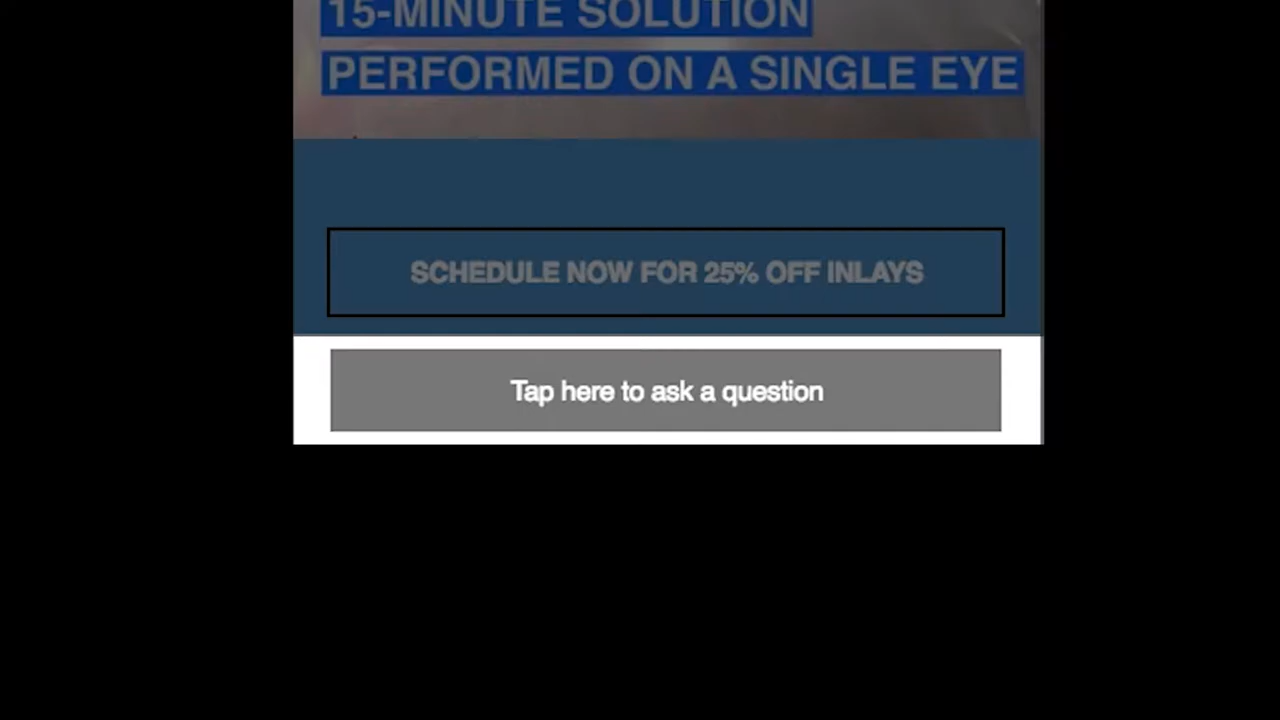 15-MINUTE SOLUTION
PERFORMED ON A SINGLE EYE
SCHEDULE NOW FOR 25% OFF INLAYS
Tap here to ask a question